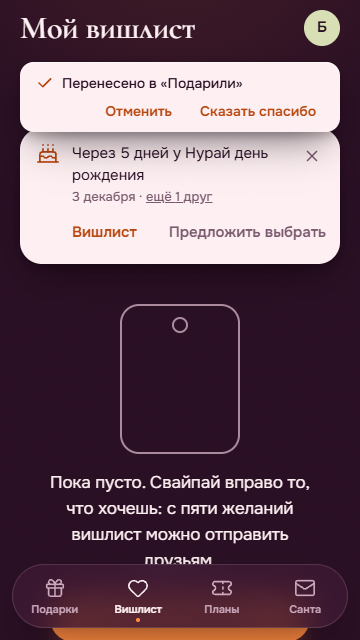 Мой вишлист
Б
Перенесено в «Подарили»
Отменить Сказать спасибо
Через 5 дней у Нурай день
рождения
3 декабря · ещё 1 друг
Вишлист Предложить выбрать
Пока пусто. Свайпай вправо то,
что хочешь: с пяти желаний
вишлист можно отправить
друзьям
Подарки Вишлист Планы Санта